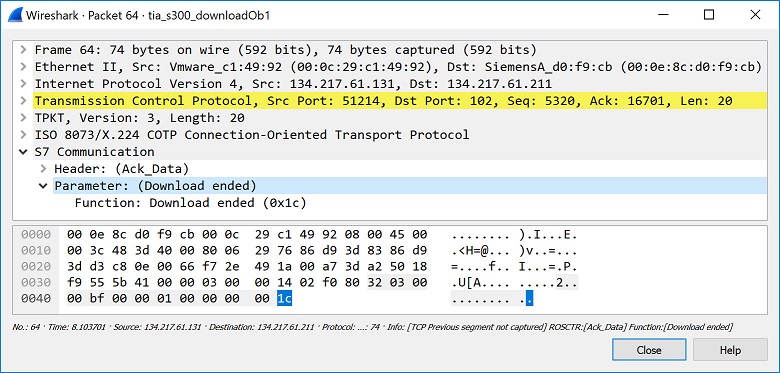 Wireshark · Packet 64 · tia_s300_downloadOb1
Frame 64: 74 bytes on wire (592 bits), 74 bytes captured (592 bits)
Ethernet II, Src: Vmware_c1:49:92 (00:0c:29:c1:49:92), Dst: SiemensA_d0:f9:cb (00:0e:8c:d0:f9:cb)
Internet Protocol Version 4, Src: 134.217.61.131, Dst: 134.217.61.211
Transmission Control Protocol, Src Port: 51214, Dst Port: 102, Seq: 5320, Ack: 16701, Len: 20
TPKT, Version: 3, Length: 20
ISO 8073/X.224 COTP Connection-Oriented Transport Protocol
S7 Communication
Header: (Ack_Data)
Parameter: (Download ended)
Function: Download ended (0x1c)
0000 00 0e 8c d0 f9 cb 00 0c 29 c1 49 92 08 00 45 00 ........ ).I...E.
0010 00 3c 48 3d 40 00 80 06 29 76 86 d9 3d 83 86 d9 .<H=@... )v..=...
0020 3d d3 c8 0e 00 66 f7 2e 49 1a 00 a7 3d a2 50 18 =....f.. I...=.P.
0030 f9 55 5b 41 00 00 03 00 00 14 02 f0 80 32 03 00 .U[A.... .....2..
0040 00 bf 00 00 01 00 00 00 00 1c ........ ..
No.: 64 · Time: 8.103701 · Source: 134.217.61.131 · Destination: 134.217.61.211 · Protocol: ...: 74 · Info: [TCP Previous segment not captured] ROSCTR:[Ack_Data] Function:[Download ended]
Close Help